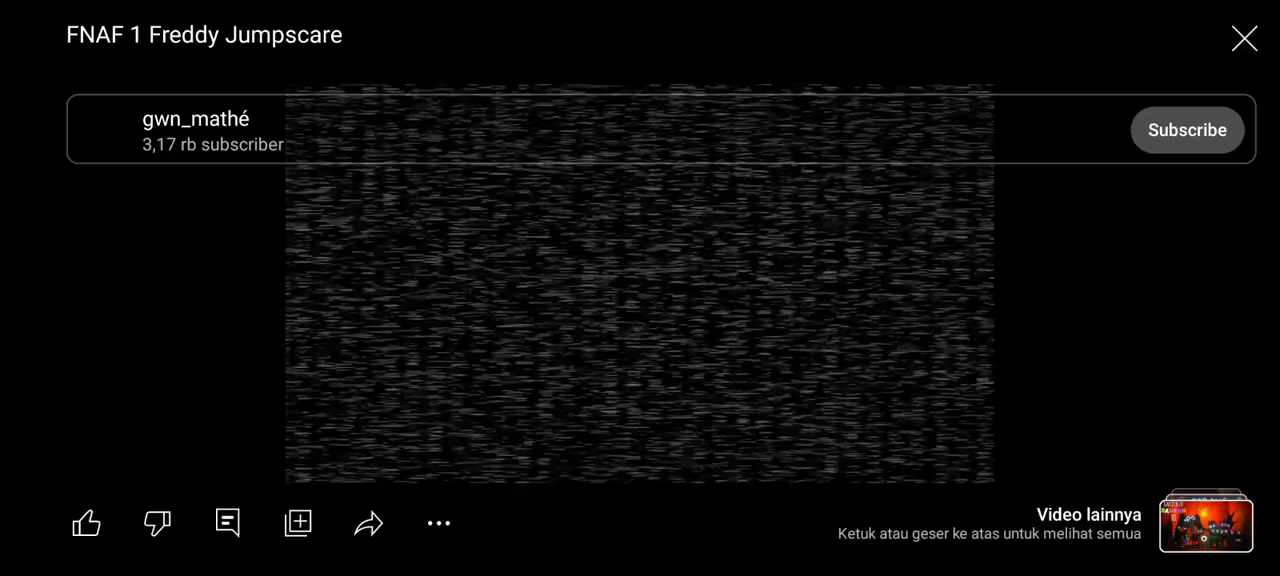 FNAF 1 Freddy Jumpscare
gwn_mathé
3,17 rb subscriber
Subscribe
Video lainnya
Ketuk atau geser ke atas untuk melihat semua